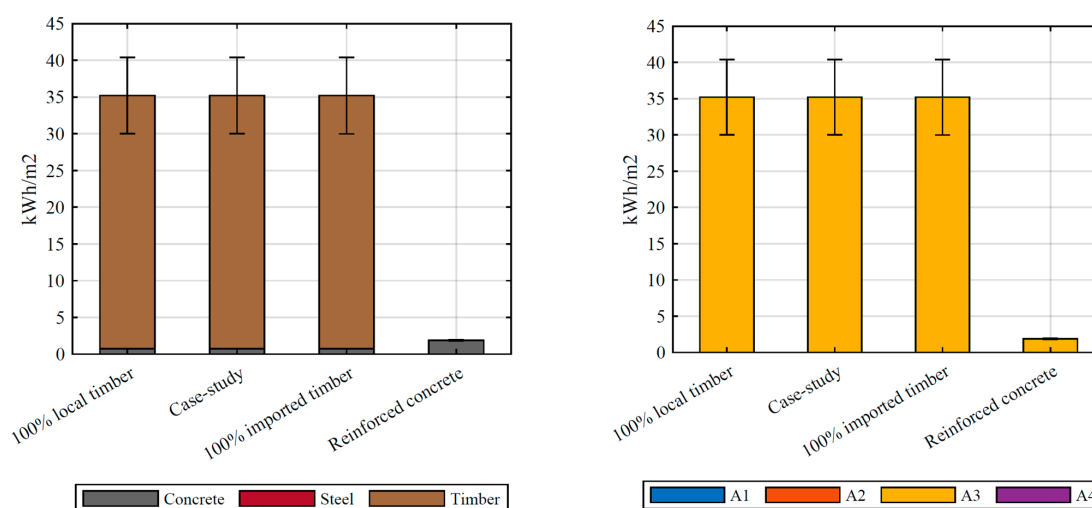 45
40
35
30
25
20
15
10
5
0
kWh/m2
100% local timber
Case-study
100% imported timber
Reinforced concrete
Concrete Steel Timber
45
40
35
30
25
20
15
10
5
0
kWh/m2
100% local timber
Case-study
100% imported timber
Reinforced concrete
A1 A2 A3 A4